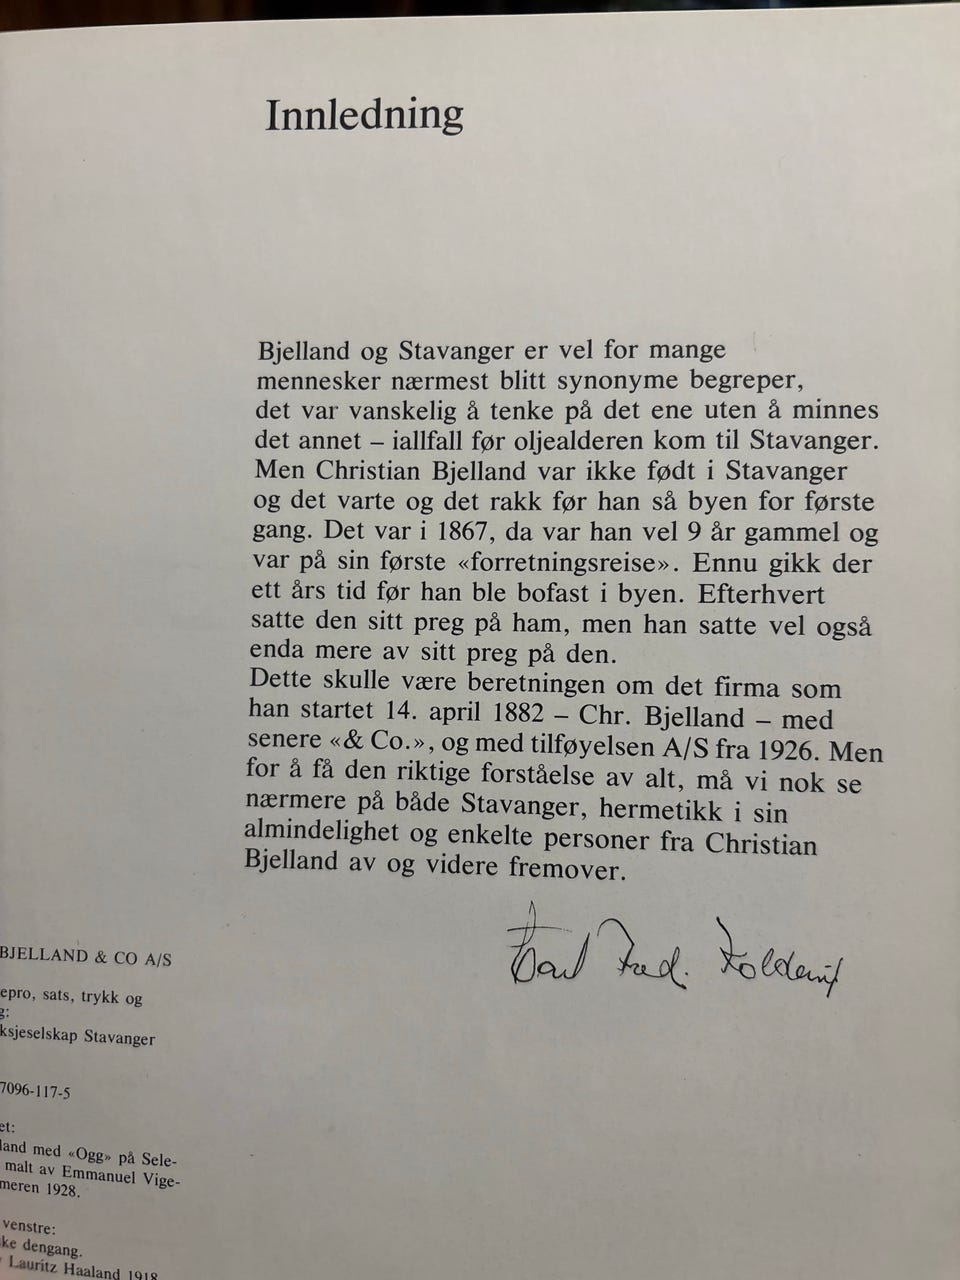 Innledning
Bjelland og Stavanger er vel for mange
mennesker nærmest blitt synonyme begreper,
det var vanskelig å tenke på det ene uten å minnes
det annet – iallfall før oljealderen kom til Stavanger.
Men Christian Bjelland var ikke født i Stavanger
og det varte og det rakk før han så byen for første
gang. Det var i 1867, da var han vel 9 år gammel og
var på sin første «forretningsreise». Ennu gikk der
ett års tid før han ble bofast i byen. Efterhvert
satte den sitt preg på ham, men han satte vel også
enda mere av sitt preg på den.
Dette skulle være beretningen om det firma som
han startet 14. april 1882 – Chr. Bjelland – med
senere «& Co.», og med tilføyelsen A/S fra 1926. Men
for å få den riktige forståelse av alt, må vi nok se
nærmere på både Stavanger, hermetikk i sin
almindelighet og enkelte personer fra Christian
Bjelland av og videre fremover.
Fred.
BJELLAND & CO A/S
epro, sats, trykk og
g:
ksjeselskap Stavanger
7096-117-5
et:
land med «Ogg» på Sele-
malt av Emmanuel Vige-
meren 1928.
venstre:
ke dengang.
Lauritz Haaland 1918